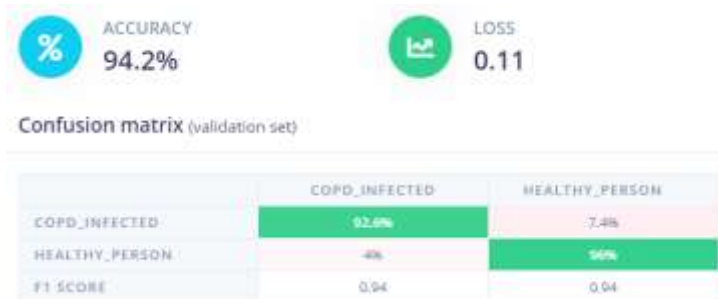 ACCURACY
94.2%
LOSS
0.11
Confusion matrix (validation set)
COPD_INFECTED HEALTHY_PERSON
COPD_INFECTED 92.6% 7.4%
HEALTHY_PERSON 4% 96%
F1 SCORE 0.94 0.94